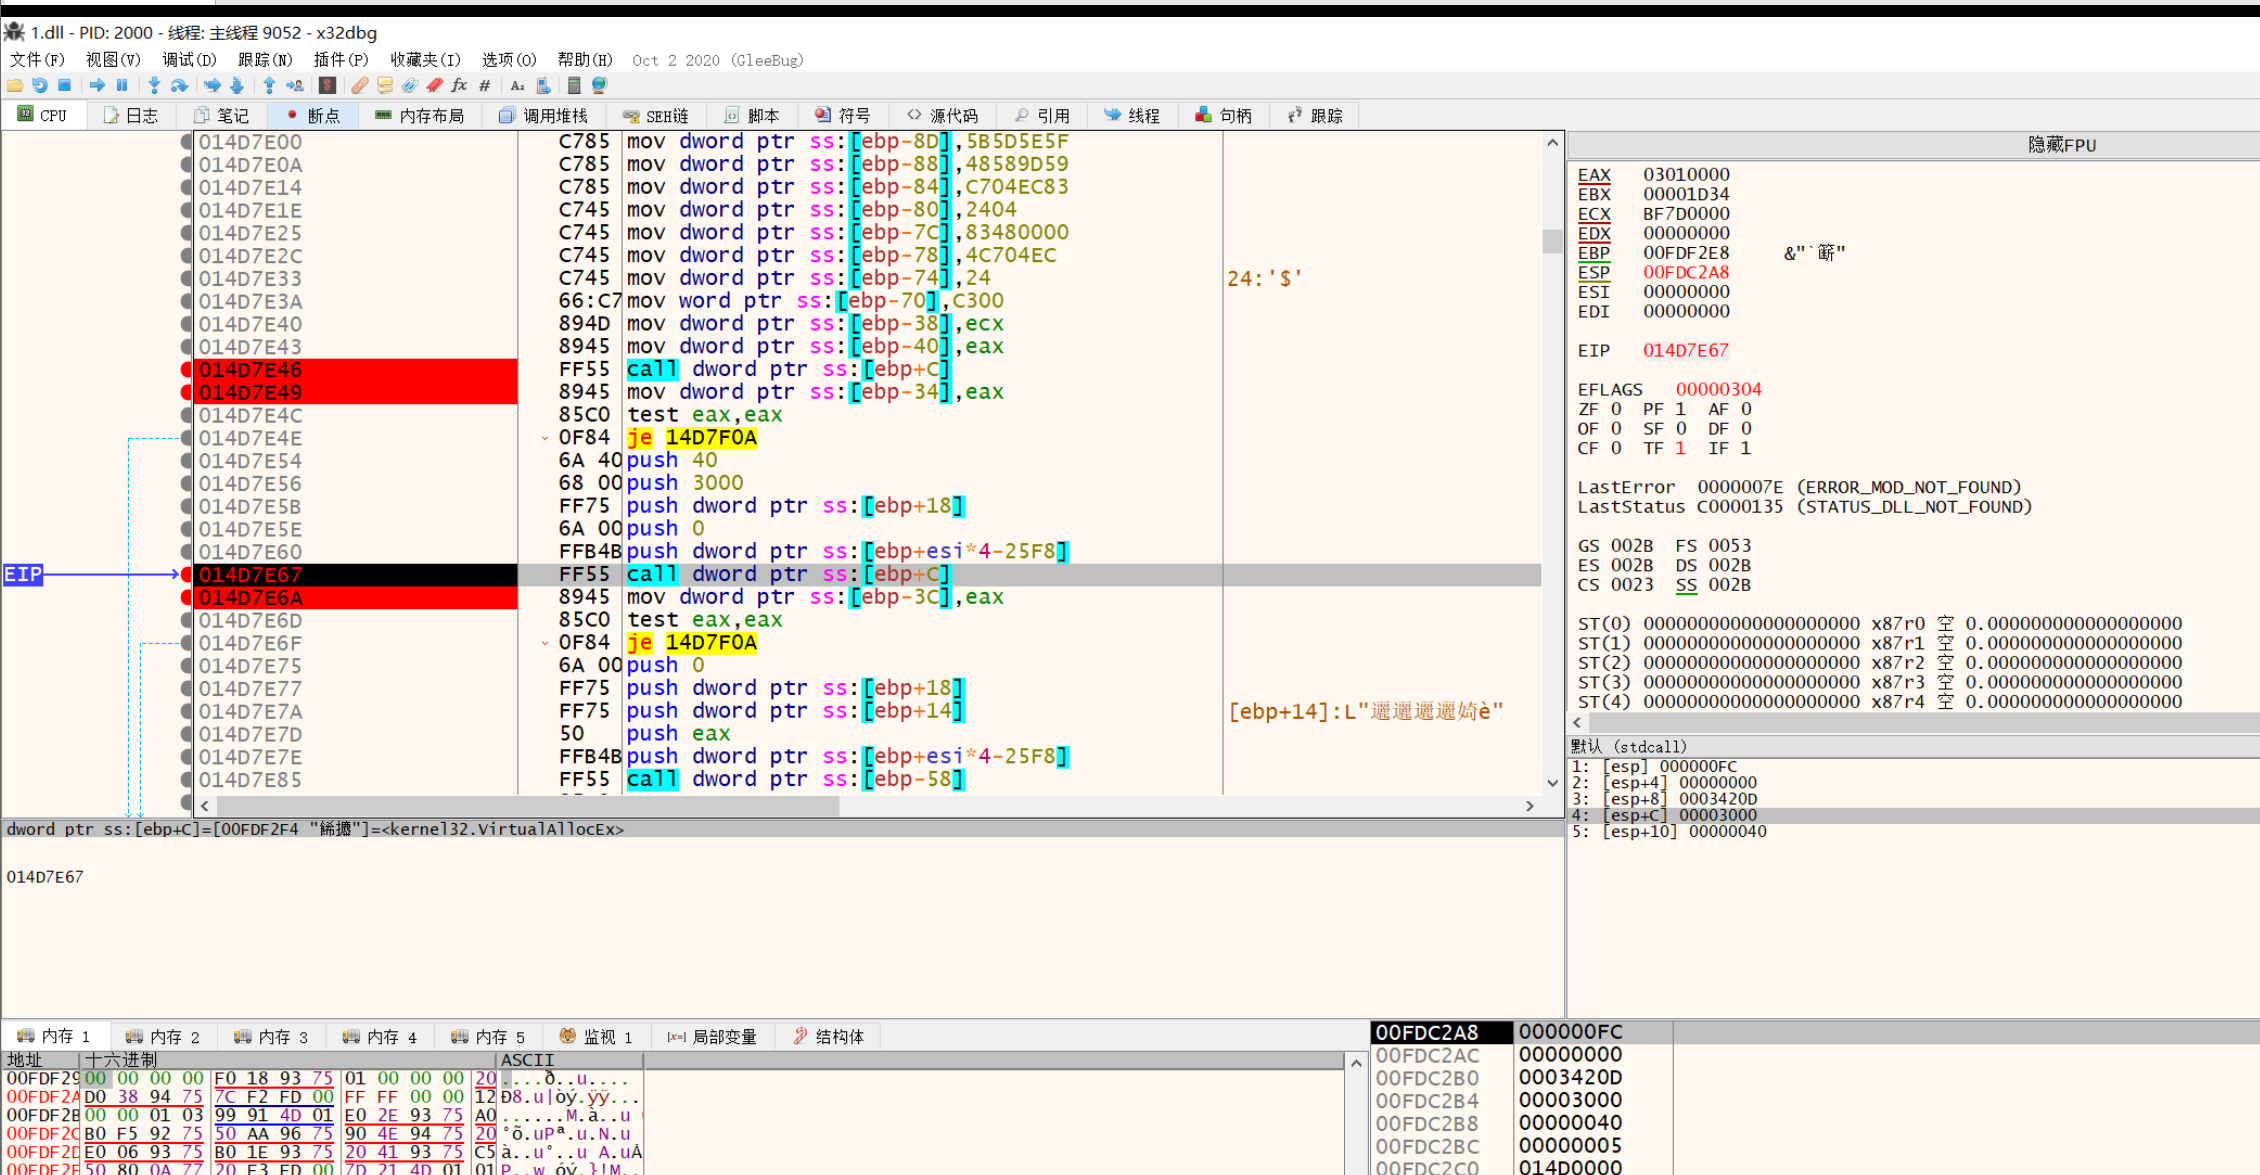 1.dll - PID: 2000 - 线程: 主线程 9052 - x32dbg
文件(F) 视图(V) 调试(D) 跟踪(N) 插件(P) 收藏夹(I) 选项(O) 帮助(H) Oct 2 2020 (GleeBug)
CPU 日志 笔记 断点 内存布局 调用堆栈 SEH链 脚本 符号 源代码 引用 线程 句柄 跟踪
014D7E00 C785 mov dword ptr ss:[ebp-8D],5B5D5E5F
014D7E0A C785 mov dword ptr ss:[ebp-88],48589D59
014D7E14 C785 mov dword ptr ss:[ebp-84],C704EC83
014D7E1E C745 mov dword ptr ss:[ebp-80],2404
014D7E25 C745 mov dword ptr ss:[ebp-7C],83480000
014D7E2C C745 mov dword ptr ss:[ebp-78],4C704EC
014D7E33 C745 mov dword ptr ss:[ebp-74],24 24:'$'
014D7E3A 66:C7 mov word ptr ss:[ebp-70],C300
014D7E40 894D mov dword ptr ss:[ebp-38],ecx
014D7E43 8945 mov dword ptr ss:[ebp-40],eax
014D7E46 FF55 call dword ptr ss:[ebp+C]
014D7E49 8945 mov dword ptr ss:[ebp-34],eax
014D7E4C 85C0 test eax,eax
014D7E4E 0F84 je 14D7F0A
014D7E54 6A 40 push 40
014D7E56 68 00 push 3000
014D7E5B FF75 push dword ptr ss:[ebp+18]
014D7E5E 6A 00 push 0
014D7E60 FFB4B push dword ptr ss:[ebp+esi*4-25F8]
EIP 014D7E67 FF55 call dword ptr ss:[ebp+C]
014D7E6A 8945 mov dword ptr ss:[ebp-3C],eax
014D7E6D 85C0 test eax,eax
014D7E6F 0F84 je 14D7F0A
014D7E75 6A 00 push 0
014D7E77 FF75 push dword ptr ss:[ebp+18]
014D7E7A FF75 push dword ptr ss:[ebp+14] [ebp+14]:L"邐邐邐邐婍è"
014D7E7D 50 push eax
014D7E7E FFB4B push dword ptr ss:[ebp+esi*4-25F8]
014D7E85 FF55 call dword ptr ss:[ebp-58]
隐藏FPU
EAX 03010000
EBX 00001D34
ECX BF7D0000
EDX 00000000
EBP 00FDF2E8 &"`
ESP 00FDC2A8
ESI 00000000
EDI 00000000
EIP 014D7E67
EFLAGS 00000304
ZF 0 PF 1 AF 0
OF 0 SF 0 DF 0
CF 0 TF 1 IF 1
LastError 0000007E (ERROR_MOD_NOT_FOUND)
LastStatus C0000135 (STATUS_DLL_NOT_FOUND)
GS 002B FS 0053
ES 002B DS 002B
CS 0023 SS 002B
ST(0) 00000000000000000000 x87r0 空 0.000000000000000000
ST(1) 00000000000000000000 x87r1 空 0.000000000000000000
ST(2) 00000000000000000000 x87r2 空 0.000000000000000000
ST(3) 00000000000000000000 x87r3 空 0.000000000000000000
ST(4) 00000000000000000000 x87r4 空 0.000000000000000000
默认 (stdcall)
1: [esp] 000000FC
2: [esp+4] 00000000
3: [esp+8] 0003420D
4: [esp+C] 00003000
5: [esp+10] 00000040
dword ptr ss:[ebp+C]=[00FDF2F4 ]=<kernel32.VirtualAllocEx>
014D7E67
内存 1 内存 2 内存 3 内存 4 内存 5 监视 1 局部变量 结构体
地址 十六进制 ASCII
00FDF29 00 00 00 00 F0 18 93 75 01 00 00 00 20 ....ð..u....
00FDF2A D0 38 94 75 7C F2 FD 00 FF FF 00 00 12 Ð8.u|òý.ÿÿ...
00FDF2B 00 00 01 03 99 91 4D 01 E0 2E 93 75 A0 ......M.à..u
00FDF2C B0 F5 92 75 50 AA 96 75 90 4E 94 75 20 °õ.uPª.u.N.u
00FDF2D E0 06 93 75 B0 1E 93 75 20 41 93 75 C5 à..u°..u A.uÅ
00FDF2E 50 80 0A 77 20 F3 FD 00 7D 21 4D 01 01 P..w óý.}!M..
00FDC2A8 000000FC
00FDC2AC 00000000
00FDC2B0 0003420D
00FDC2B4 00003000
00FDC2B8 00000040
00FDC2BC 00000005
00FDC2C0 014D0000